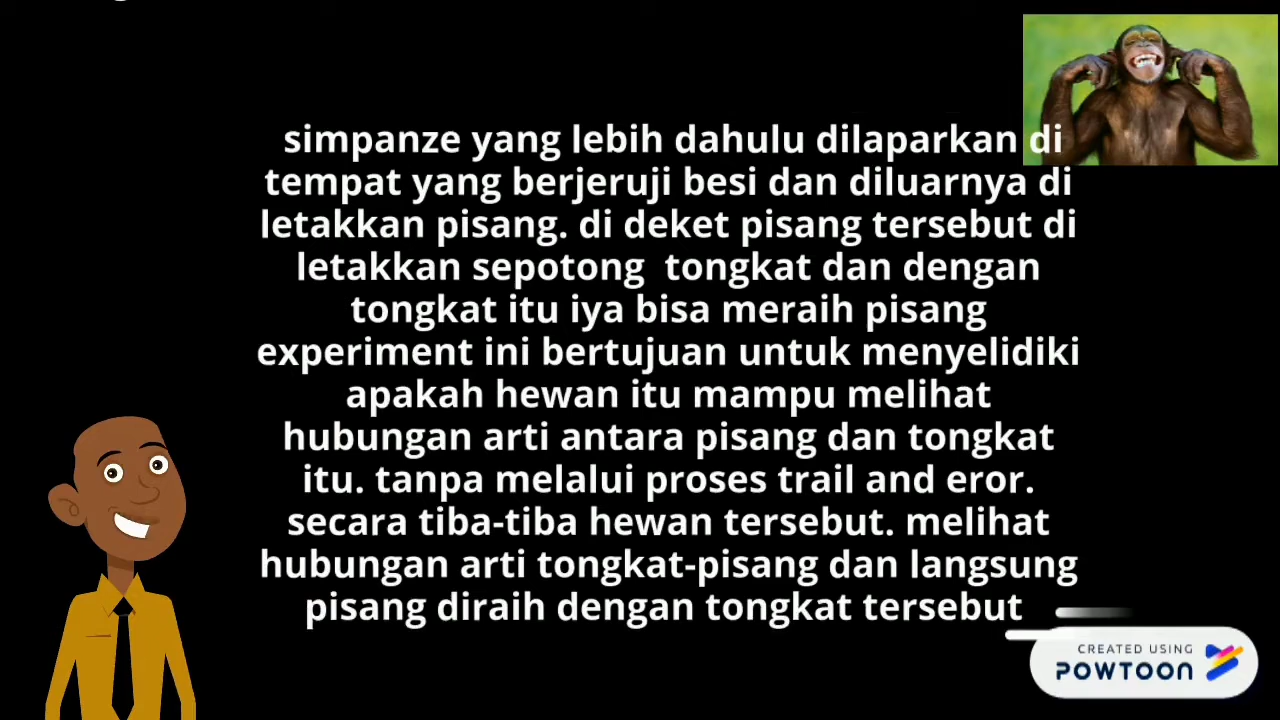 simpanze yang lebih dahulu dilaparkan di
tempat yang berjeruji besi dan diluarnya di
letakkan pisang. di deket pisang tersebut di
letakkan sepotong  tongkat dan dengan
tongkat itu iya bisa meraih pisang
experiment ini bertujuan untuk menyelidiki
apakah hewan itu mampu melihat
hubungan arti antara pisang dan tongkat
itu. tanpa melalui proses trail and eror.
secara tiba-tiba hewan tersebut. melihat
hubungan arti tongkat-pisang dan langsung
pisang diraih dengan tongkat tersebut
CREATED USING
POWTOON